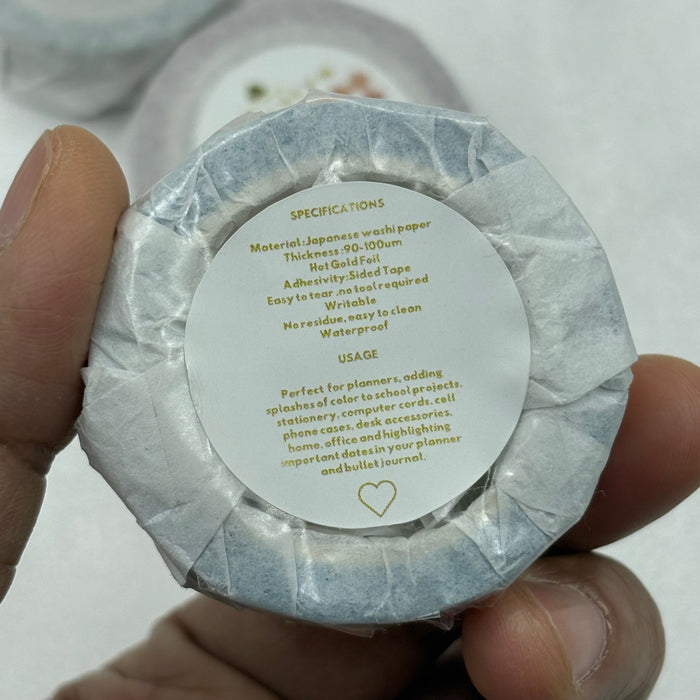 SPECIFICATIONS
Material:Japanese washi paper
Thickness:90-100um
Hot Gold Foil
Adhesivity:Sided Tape
Easy to tear,no tool required
Writable
No residue, easy to clean
Waterproof
USAGE
Perfect for planners, adding
splashes of color to school projects,
stationery, computer cords, cell
phone cases, desk accessories,
home, office and highlighting
important dates in your planner
and bullet journal.